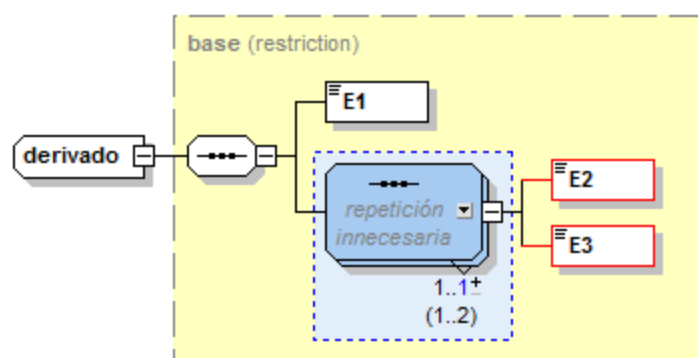 base (restriction)
E1
derivado
repetición
innecesaria
E2
E3
1..1
(1..2)